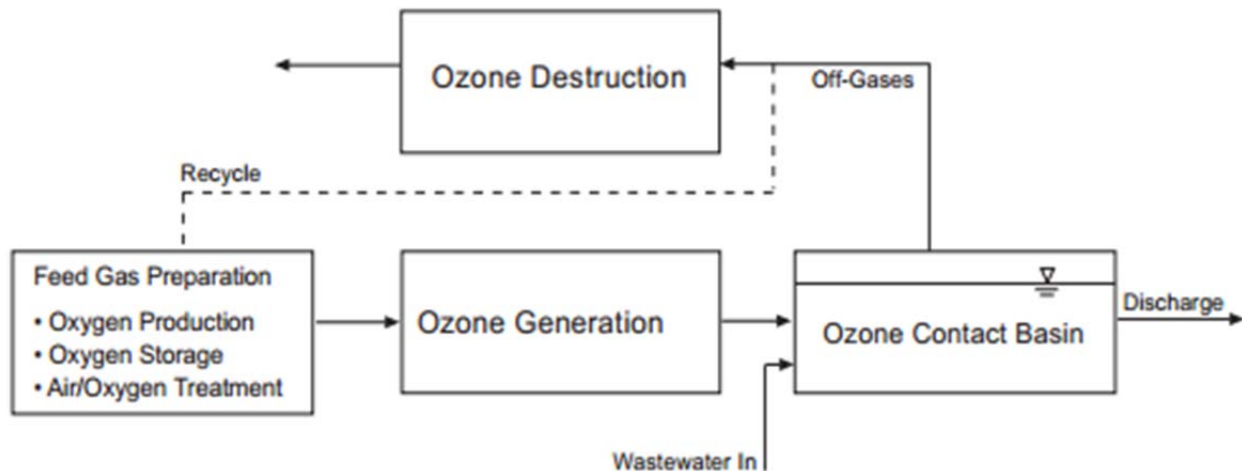 Ozone Destruction
Off-Gases
Recycle
Feed Gas Preparation
• Oxygen Production
• Oxygen Storage
• Air/Oxygen Treatment
Ozone Generation
Ozone Contact Basin
Discharge
Wastewater In